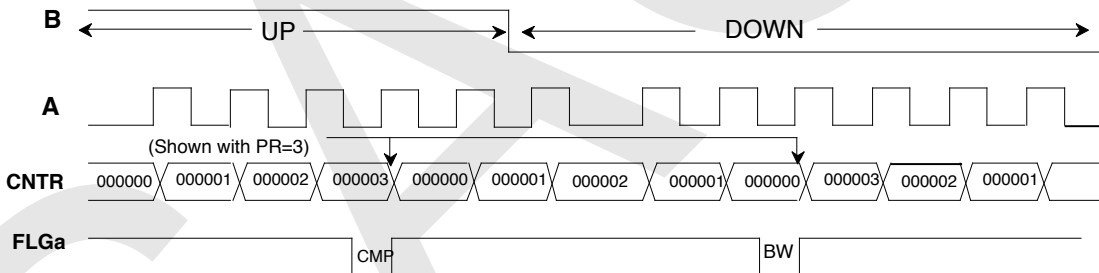 B UP DOWN
A
(Shown with PR=3)
CNTR 000000 000001 000002 000003 000000 000001 000002 000001 000000 000003 000002 000001
FLGa CMP BW